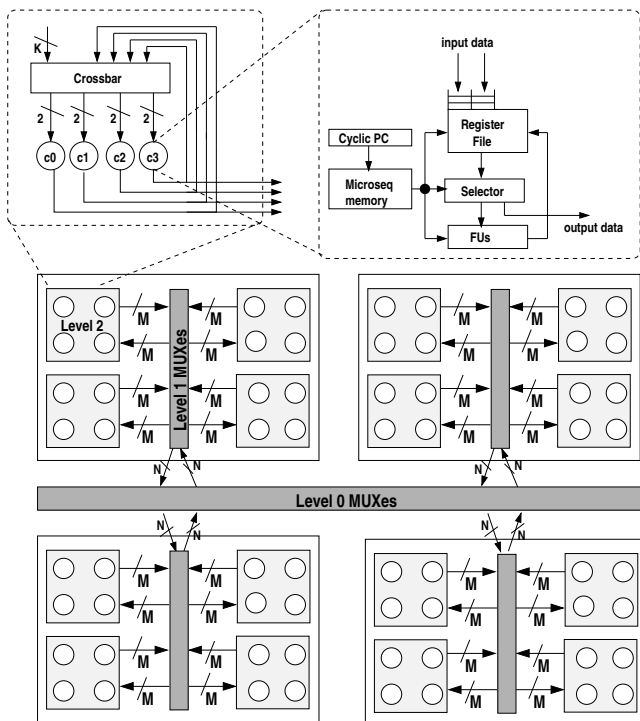 K
Crossbar
2 2 2 2
c0 c1 c2 c3
input data
Register
File
Cyclic PC
Microseq
memory
Selector
FUs
output data
Level 2
Level 1 MUXes
M M M M
M M M M
M M M M
M M M M
N N N N
Level 0 MUXes
N N N N
M M M M
M M M M
M M M M
M M M M